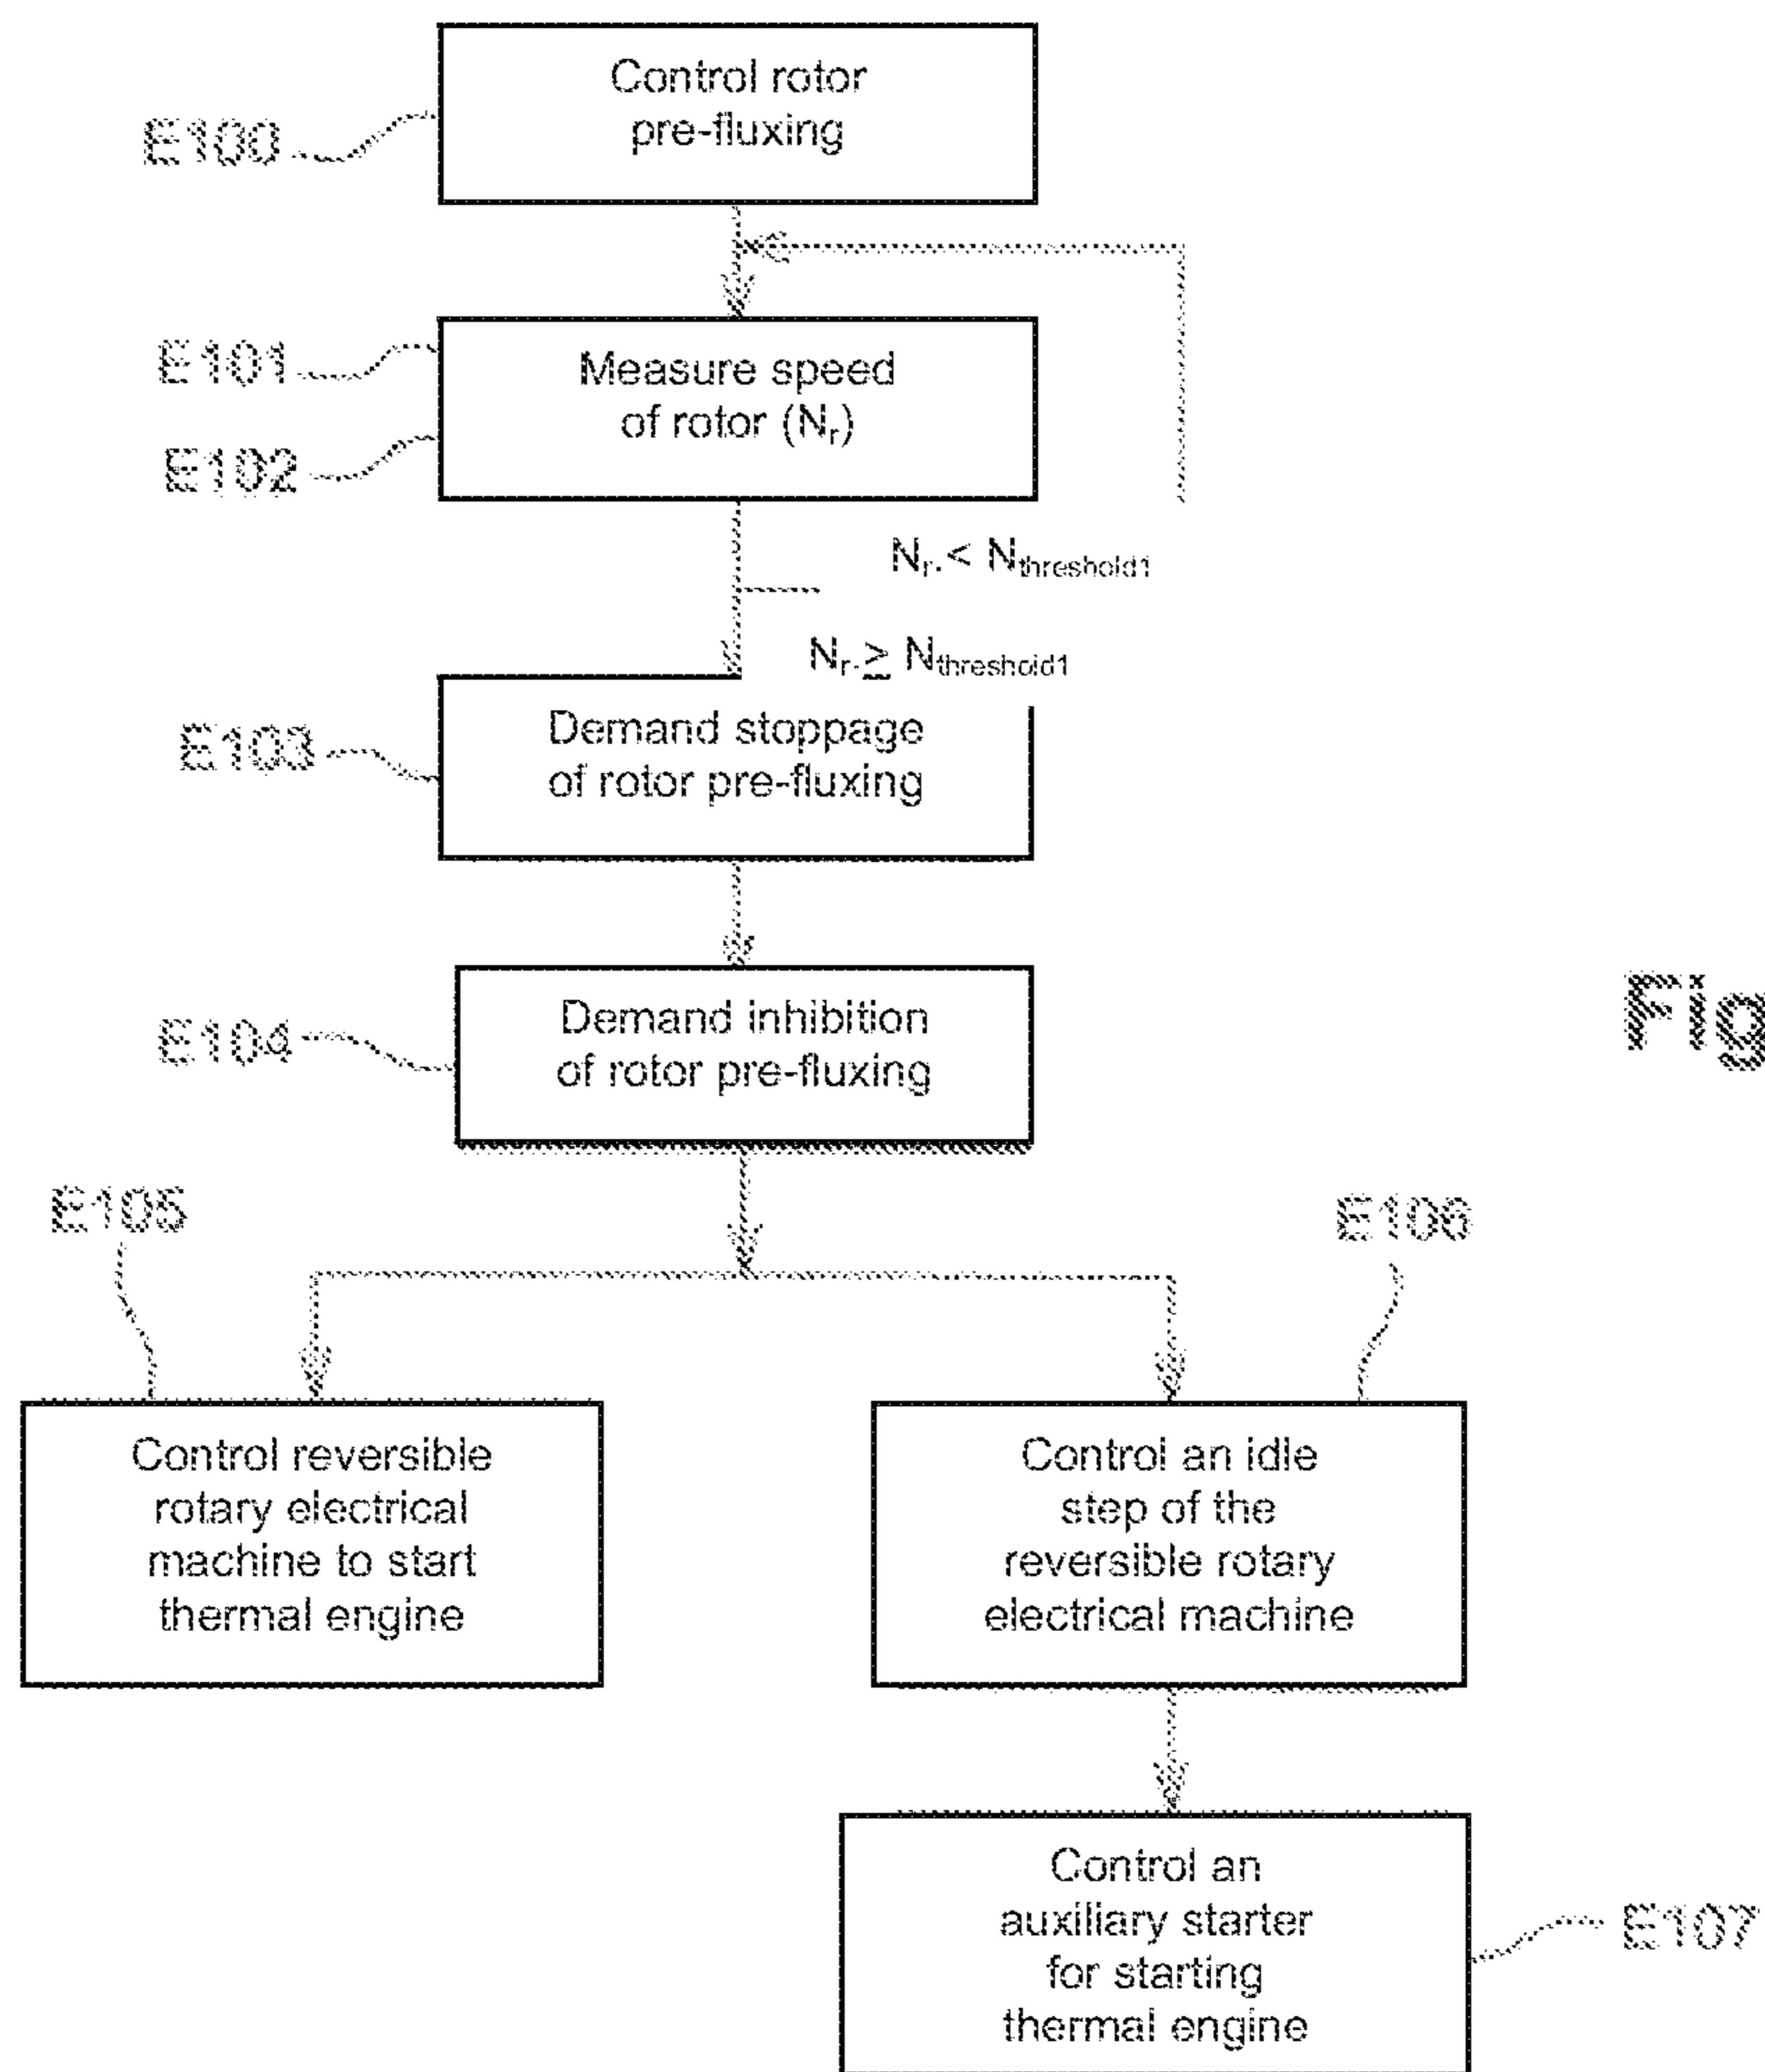 Control rotor
pre-fluxing
E100
E101
Measure speed
of rotor (Nr)
E102
Nr.< Nthreshold1
Nr.≥ Nthreshold1
E103
Demand stoppage
of rotor pre-fluxing
E104
Demand inhibition
of rotor pre-fluxing
Fig
E105
E106
Control reversible
rotary electrical
machine to start
thermal engine
Control an idle
step of the
reversible rotary
electrical machine
Control an
auxiliary starter
for starting
thermal engine
E107